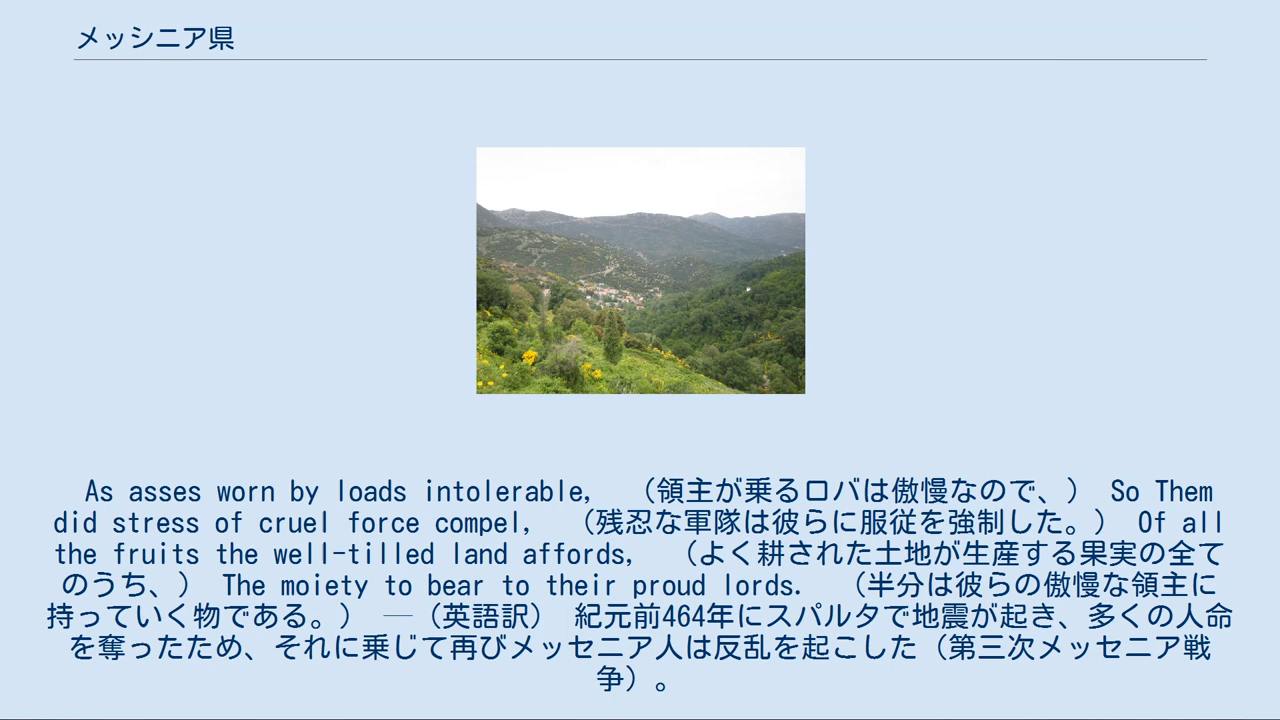 メッシニア県
As asses worn by loads intolerable, （領主が乗るロバは傲慢なので、） So Them
did stress of cruel force compel, （残忍な軍隊は彼らに服従を強制した。） Of all
the fruits the well-tilled land affords, （よく耕された土地が生産する果実の全て
のうち、） The moiety to bear to their proud lords. （半分は彼らの傲慢な領主に
持っていく物である。） ―（英語訳） 紀元前464年にスパルタで地震が起き、多くの人命
を奪ったため、それに乗じて再びメッセニア人は反乱を起こした（第三次メッセニア戦
争）。